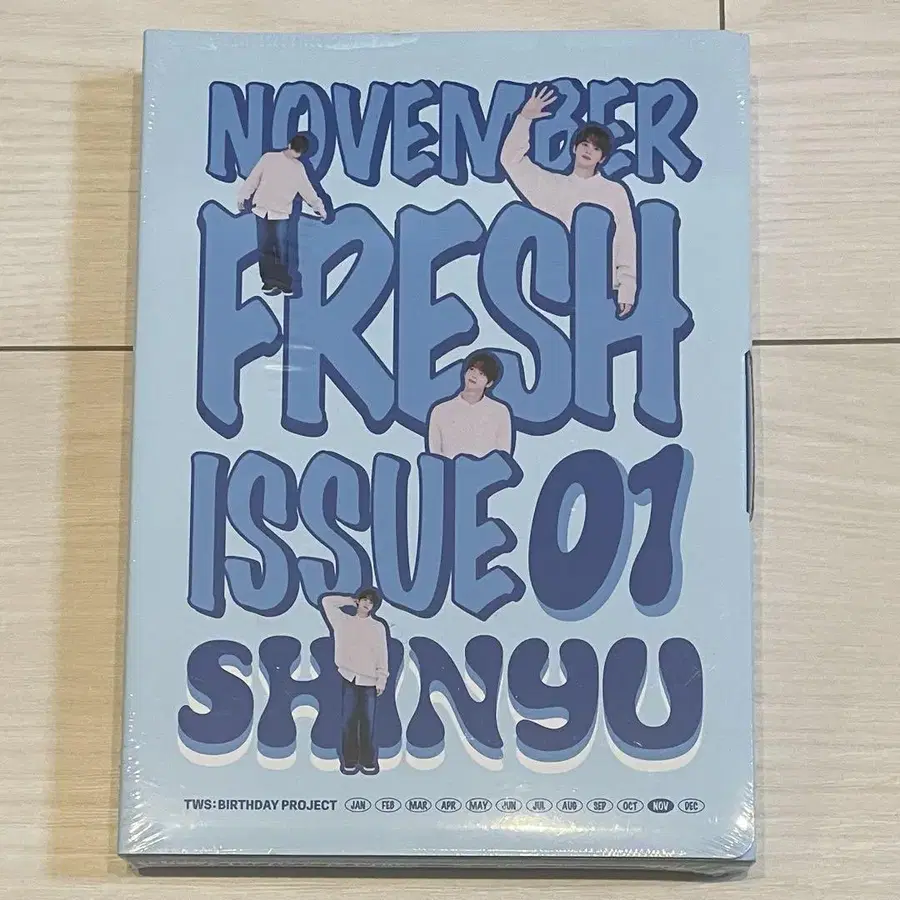 NOVEMBER
FRESH
ISSUE 01
SHINYU
TWS: BIRTHDAY PROJECT JAN FEB MAR APR MAY JUN JUL AUG SEP OCT NOV DEC